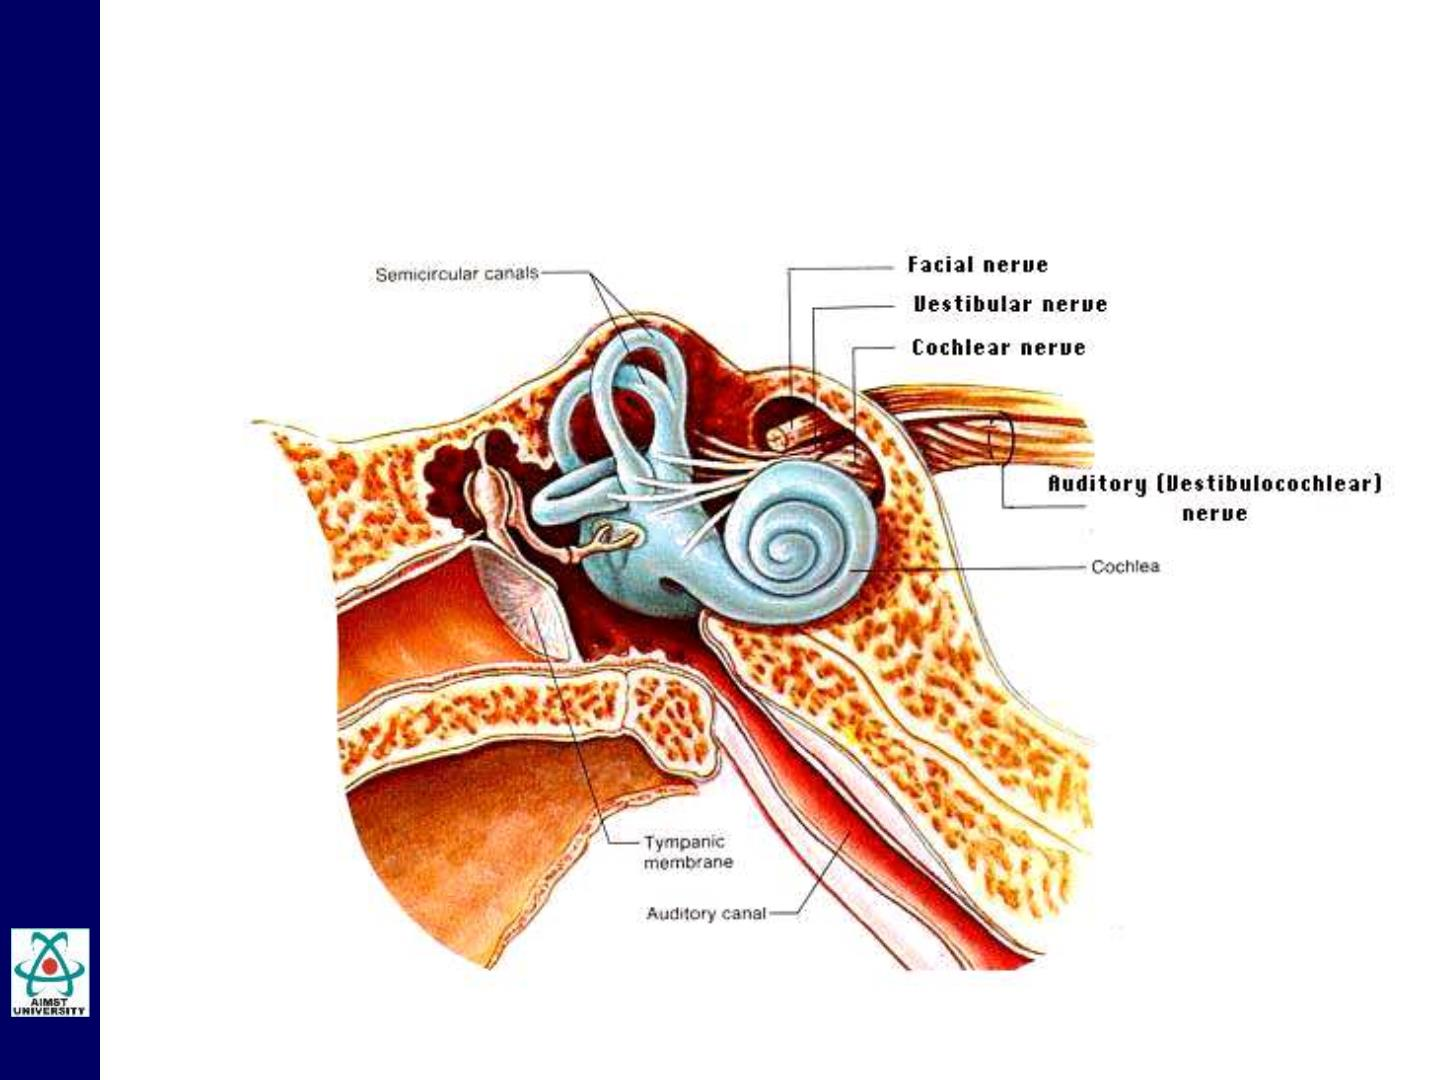 Semicircular canals
Facial nerve
Vestibular nerve
Cochlear nerve
Auditory (Vestibulocochlear)
nerve
Cochlea
Tympanic
membrane
Auditory canal
AIMST
UNIVERSITY